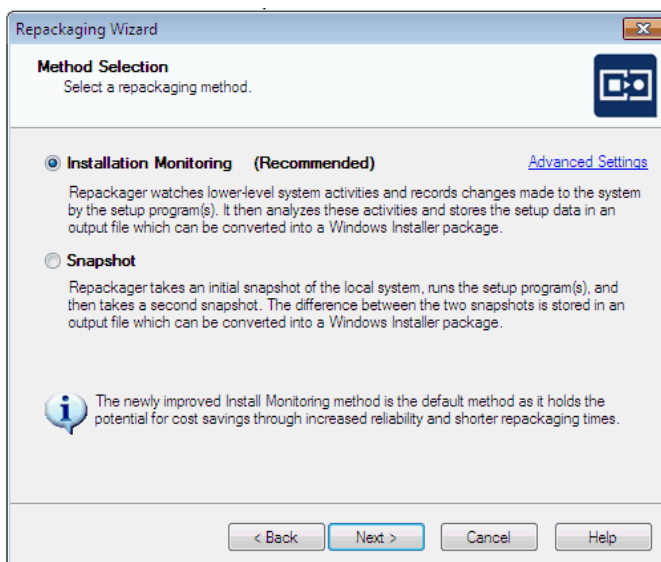 Repackaging Wizard
Method Selection
Select a repackaging method.
Installation Monitoring (Recommended) Advanced Settings
Repackager watches lower-level system activities and records changes made to the system
by the setup program(s). It then analyzes these activities and stores the setup data in an
output file which can be converted into a Windows Installer package.
Snapshot
Repackager takes an initial snapshot of the local system, runs the setup program(s), and
then takes a second snapshot. The difference between the two snapshots is stored in an
output file which can be converted into a Windows Installer package.
The newly improved Install Monitoring method is the default method as it holds the
potential for cost savings through increased reliability and shorter repackaging times.
< Back Next > Cancel Help